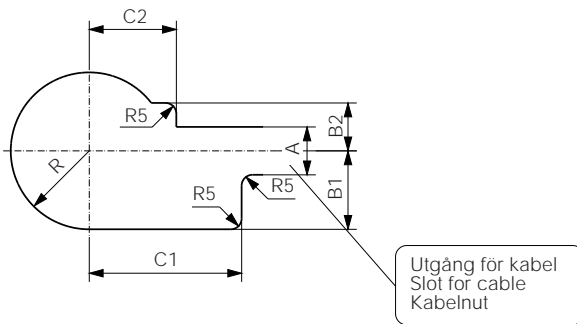 C2
R5
A
B2
R
R5
R5
B1
C1
Utgång för kabel
Slot for cable
Kabelnut